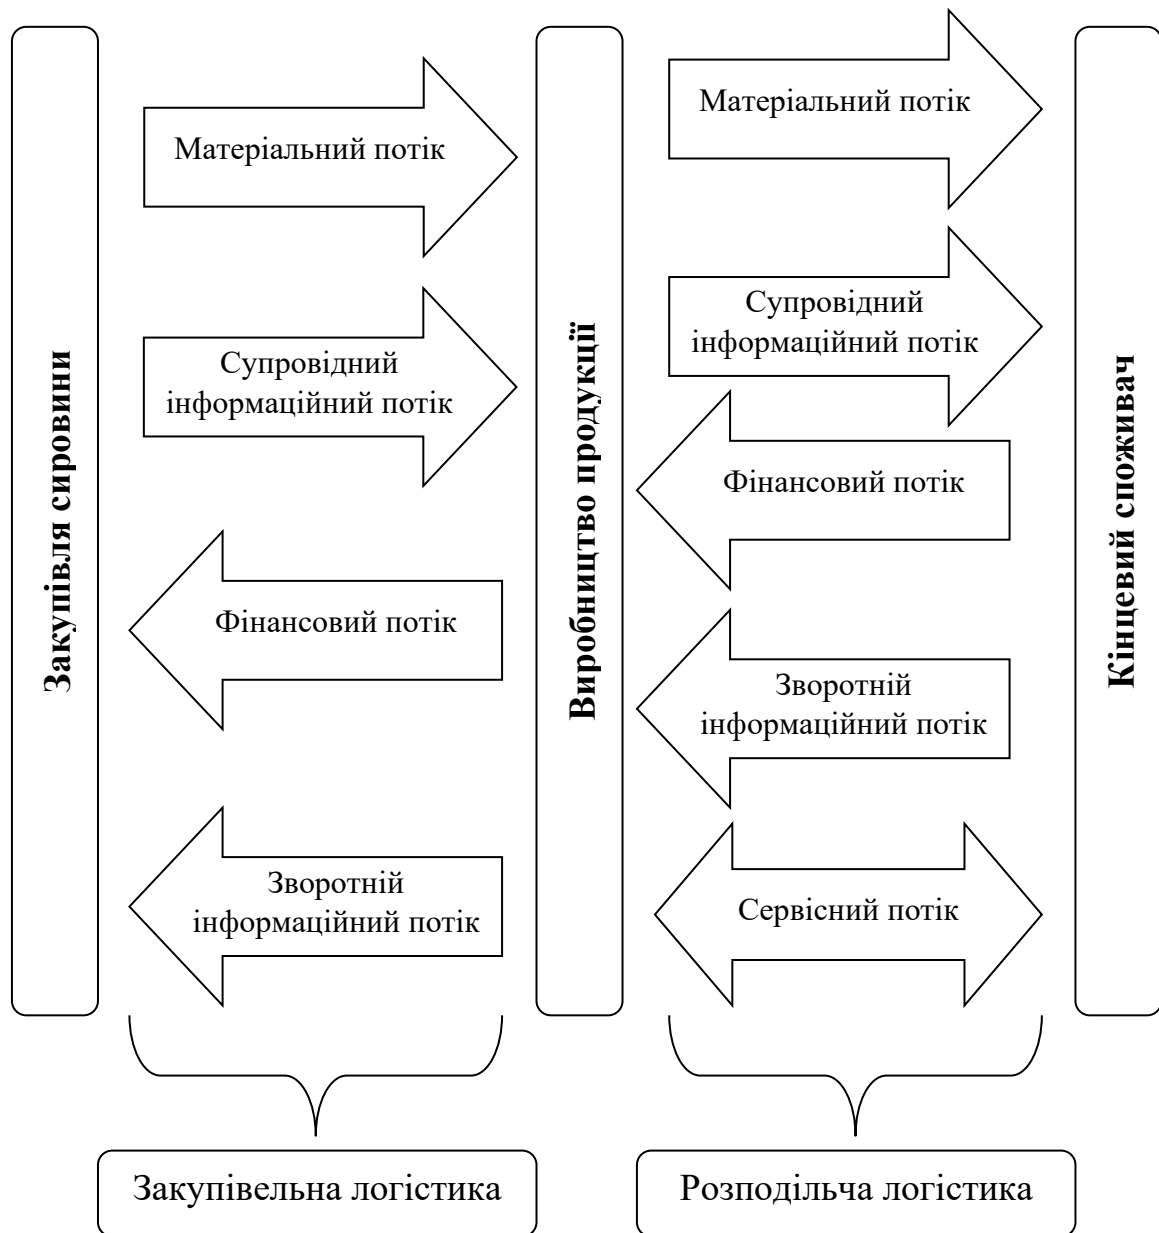 Закупівля сировини
Матеріальний потік
Супровідний
інформаційний потік
Фінансовий потік
Зворотній
інформаційний потік
Виробництво продукції
Матеріальний потік
Супровідний
інформаційний потік
Фінансовий потік
Зворотній
інформаційний потік
Сервісний потік
Кінцевий споживач
Закупівельна логістика
Розподільча логістика